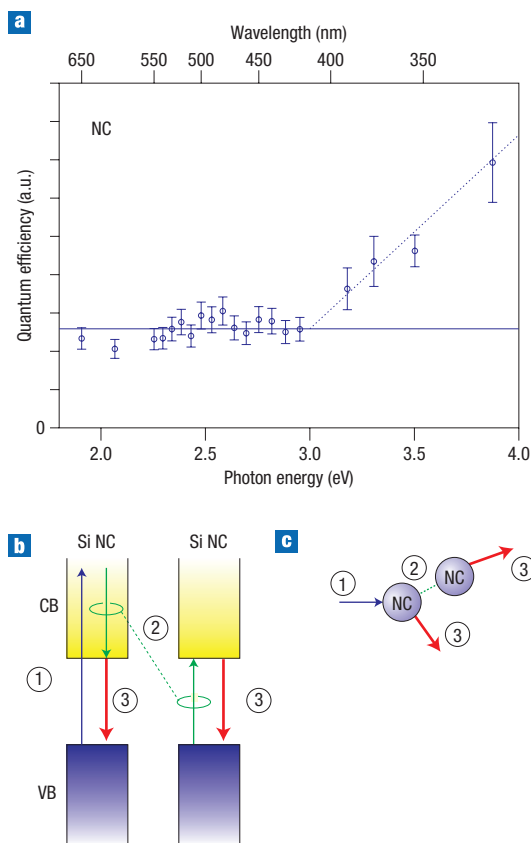 a
Wavelength (nm)
650 550 500 450 400 350
NC
Quantum efficiency (a.u.)
0
2.0 2.5 3.0 3.5 4.0
Photon energy (eV)
b
Si NC Si NC
CB
1
2
3
3
VB
c
1
NC
2
NC
3
3